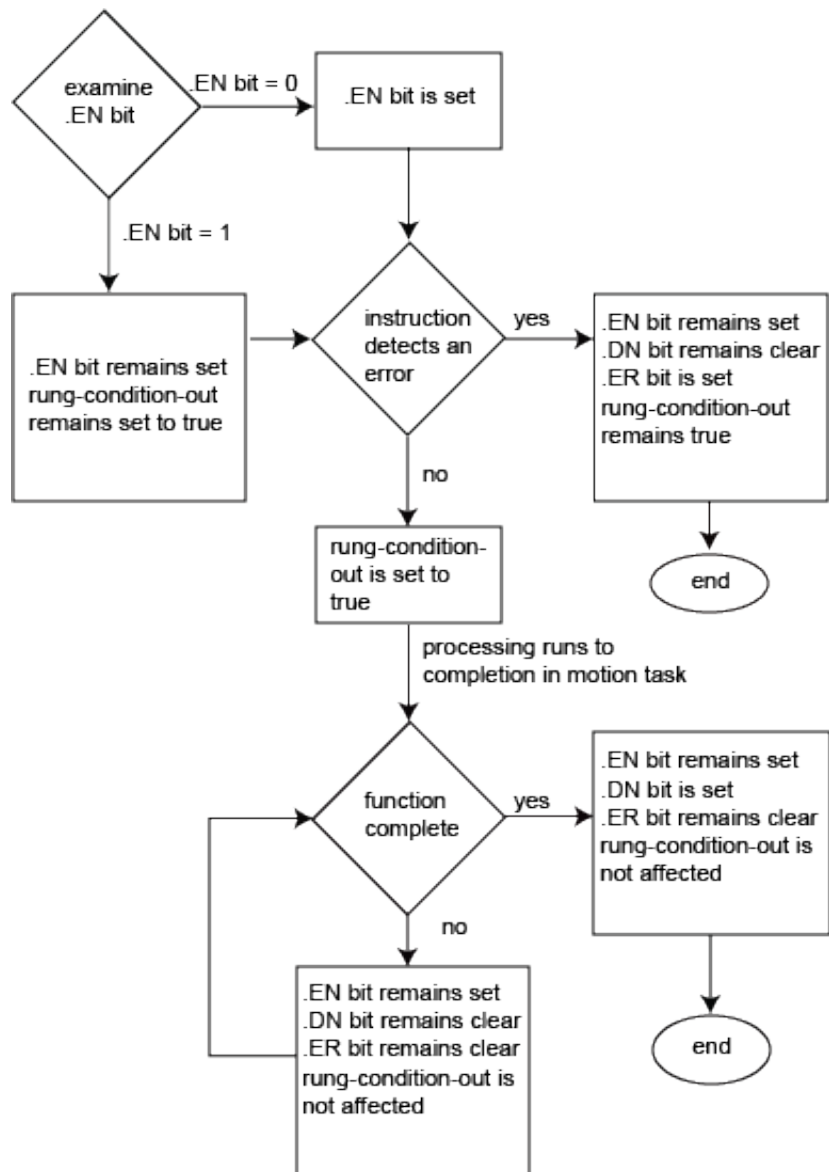 examine
.EN bit
.EN bit = 0
.EN bit is set
.EN bit = 1
.EN bit remains set
rung-condition-out
remains set to true
instruction
detects an
error
yes
.EN bit remains set
.DN bit remains clear
.ER bit is set
rung-condition-out
remains true
no
end
rung-condition-
out is set to
true
processing runs to
completion in motion task
function
complete
yes
.EN bit remains set
.DN bit is set
.ER bit remains clear
rung-condition-out is
not affected
no
.EN bit remains set
.DN bit remains clear
.ER bit remains clear
rung-condition-out is
not affected
end